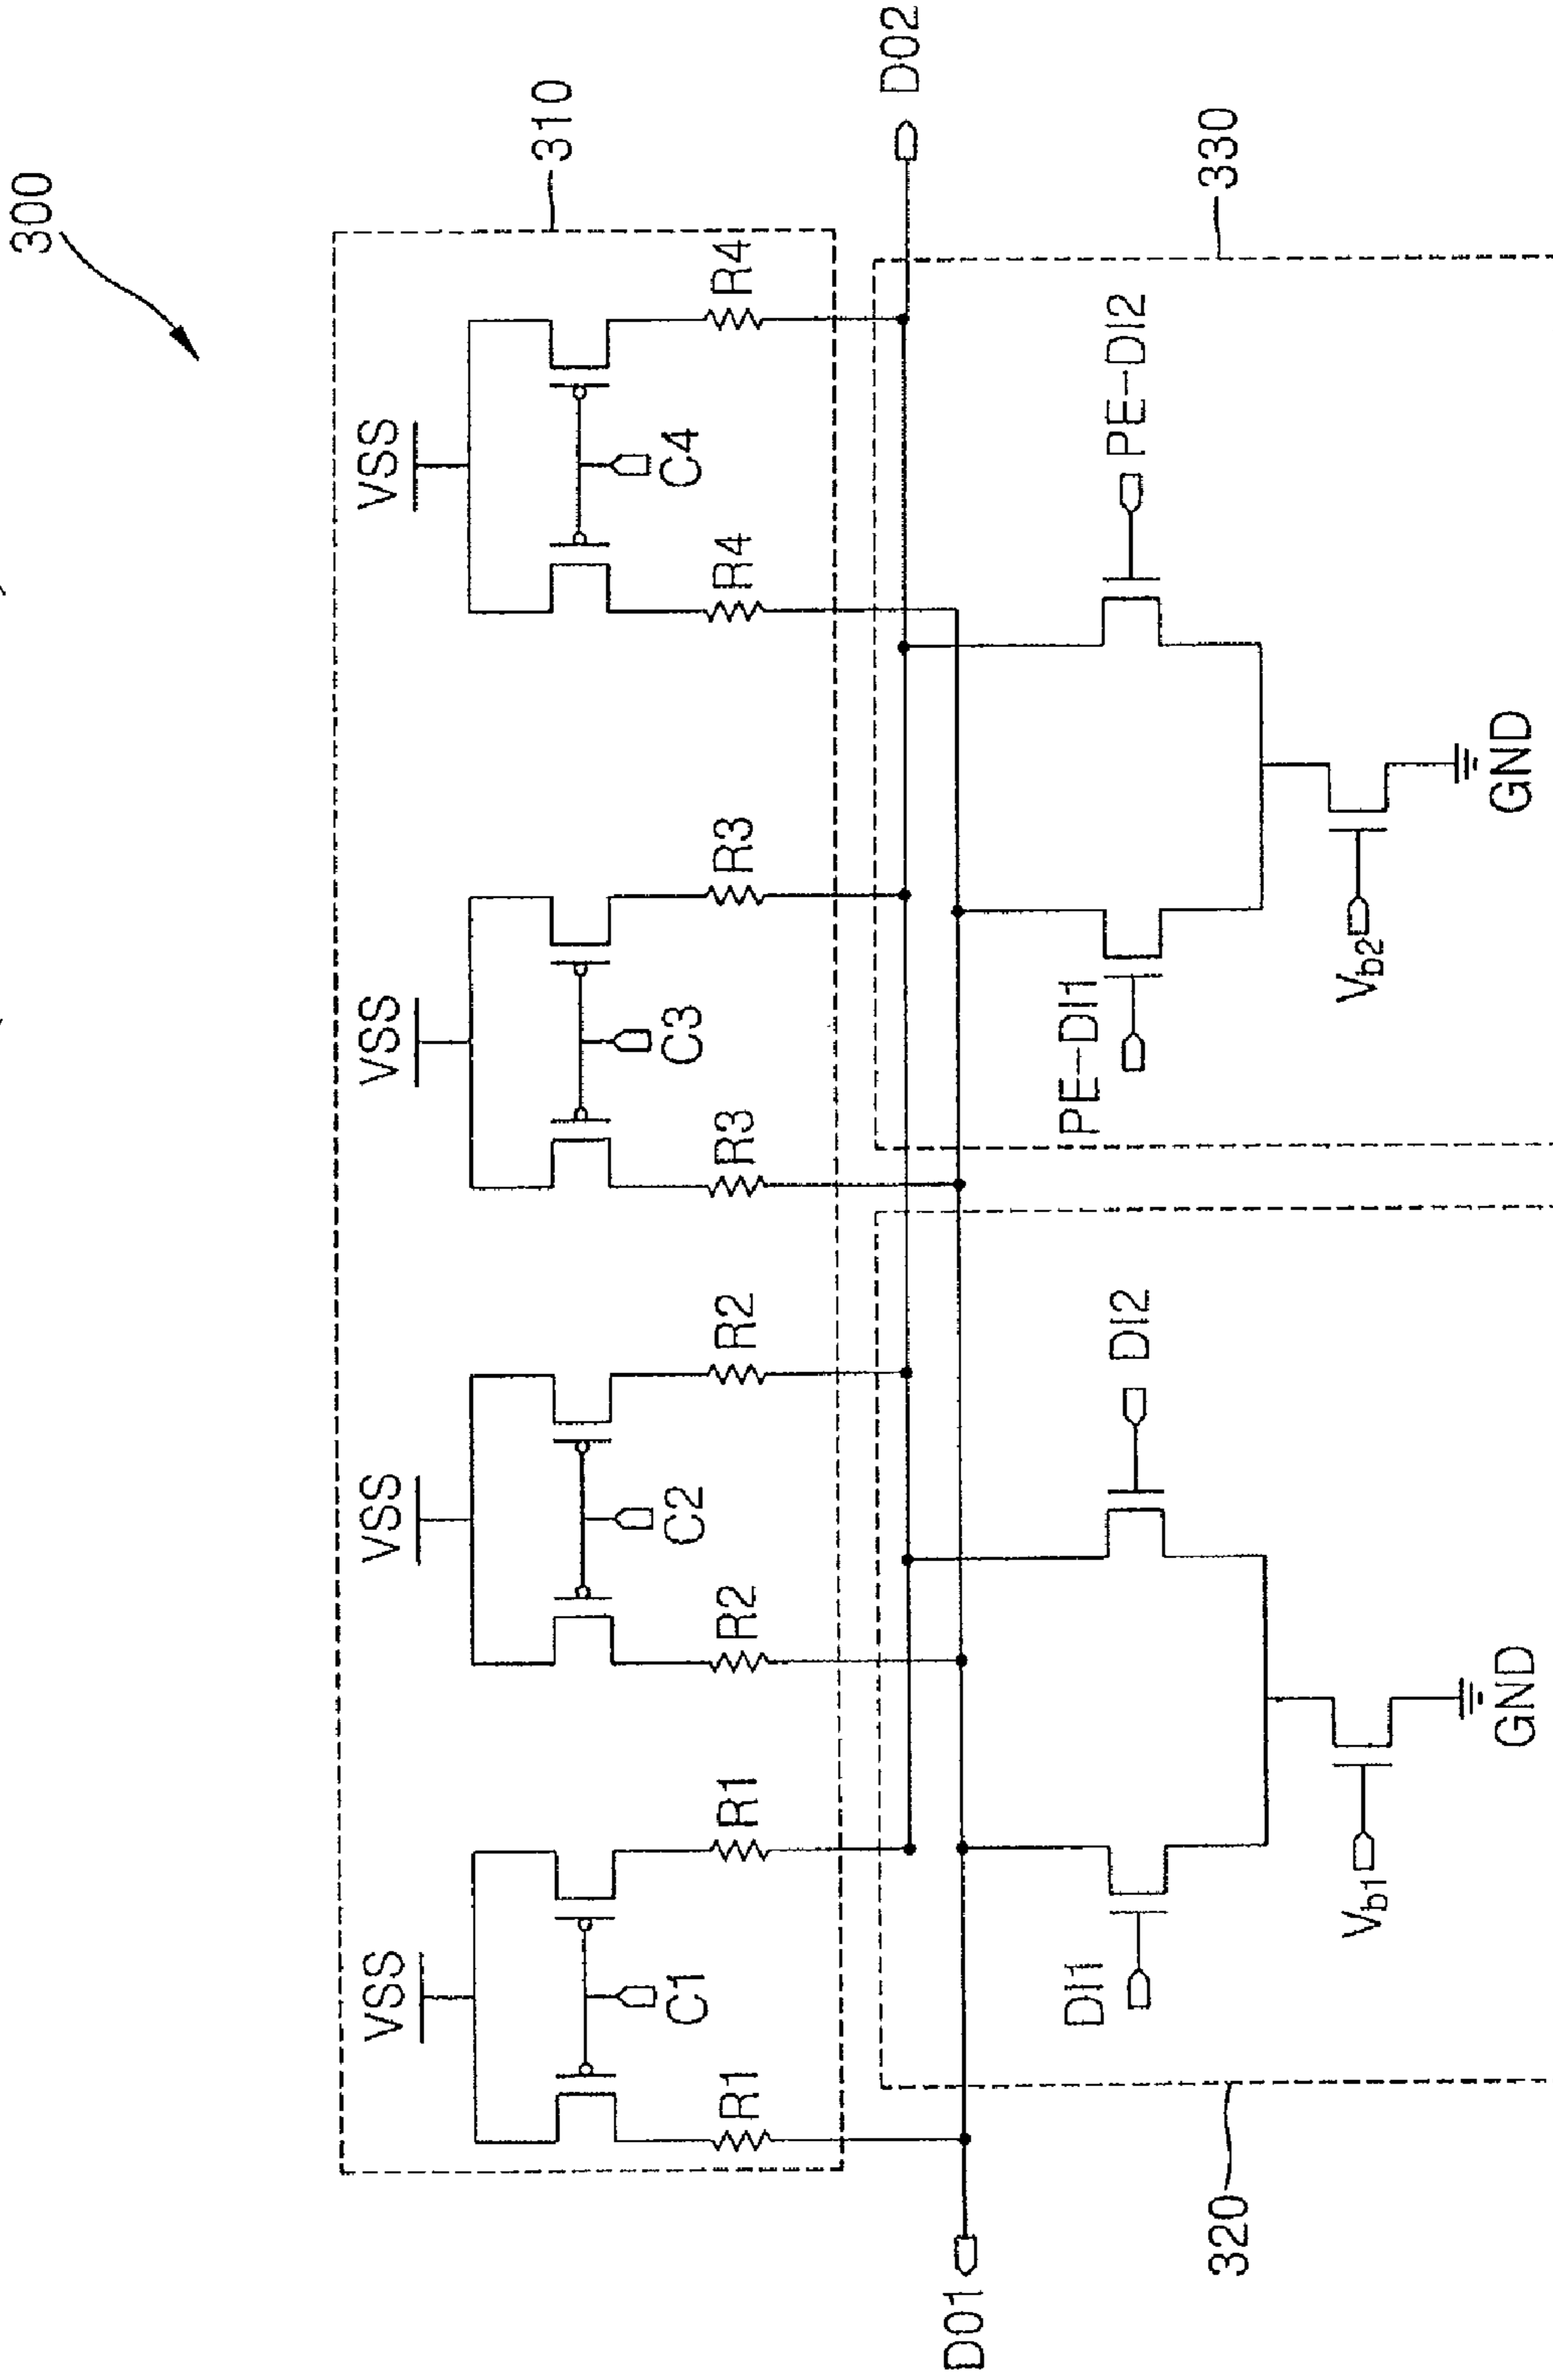 300
310
VSS
VSS
VSS
VSS
C1
C2
C3
C4
R1
R1
R2
R2
R3
R3
R4
R4
D02
D01
DI1
DI2
PE-DI1
PE-DI2
330
320
Vb1
Vb2
GND
GND